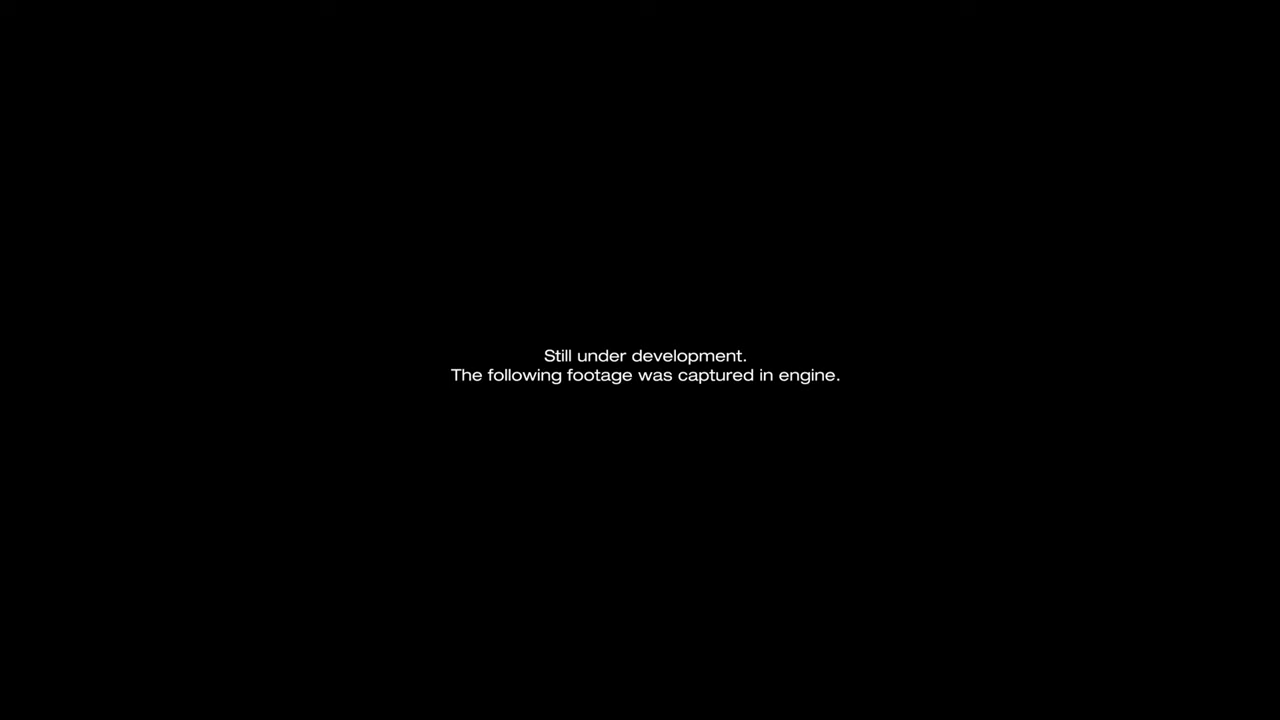 Still under development.
The following footage was captured in engine.